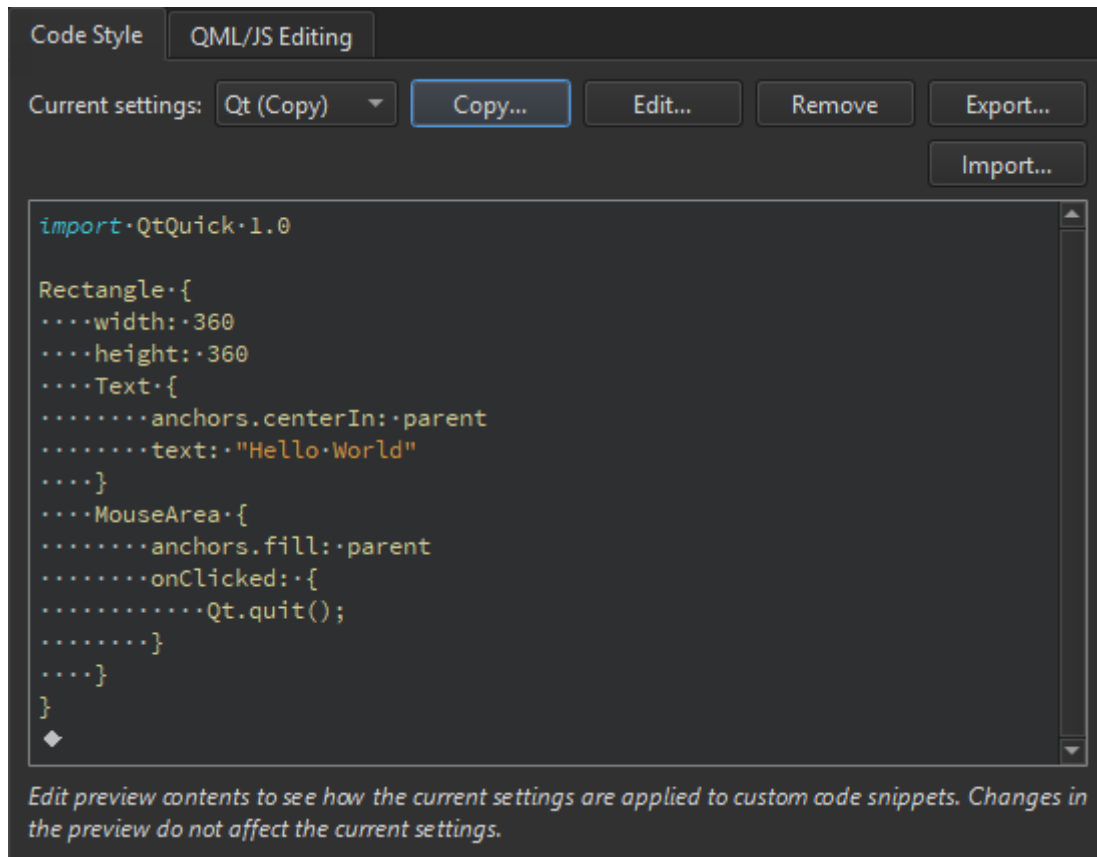 Code Style QML/JS Editing
Current settings: Qt (Copy) Copy... Edit... Remove Export...
Import...
import·QtQuick·1.0
Rectangle·{
····width:·360
····height:·360
····Text·{
········anchors.centerIn:·parent
········text:·"Hello·World"
····}
····MouseArea·{
········anchors.fill:·parent
········onClicked:·{
············Qt.quit();
········}
····}
}
Edit preview contents to see how the current settings are applied to custom code snippets. Changes in
the preview do not affect the current settings.